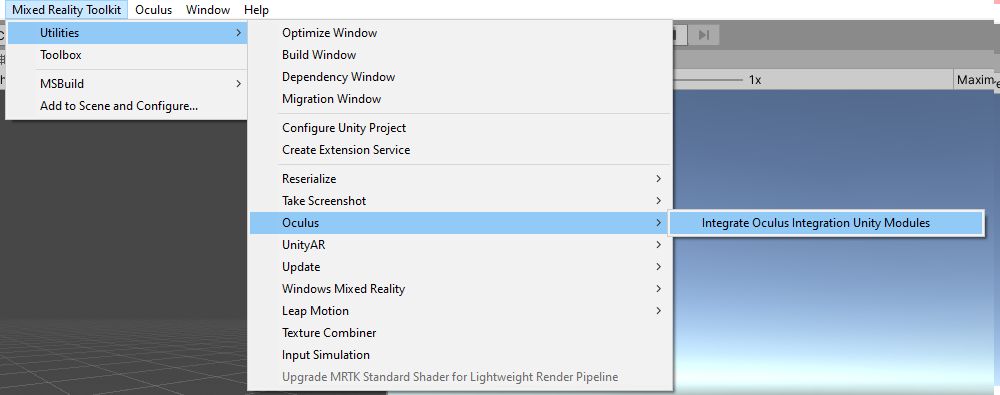 Mixed Reality Toolkit Oculus Window Help
Utilities
Toolbox
MSBuild
Add to Scene and Configure...
Optimize Window
Build Window
Dependency Window
Migration Window
Configure Unity Project
Create Extension Service
Reserialize
Take Screenshot
Oculus
UnityAR
Update
Windows Mixed Reality
Leap Motion
Texture Combiner
Input Simulation
Upgrade MRTK Standard Shader for Lightweight Render Pipeline
Integrate Oculus Integration Unity Modules
1x
Maxim